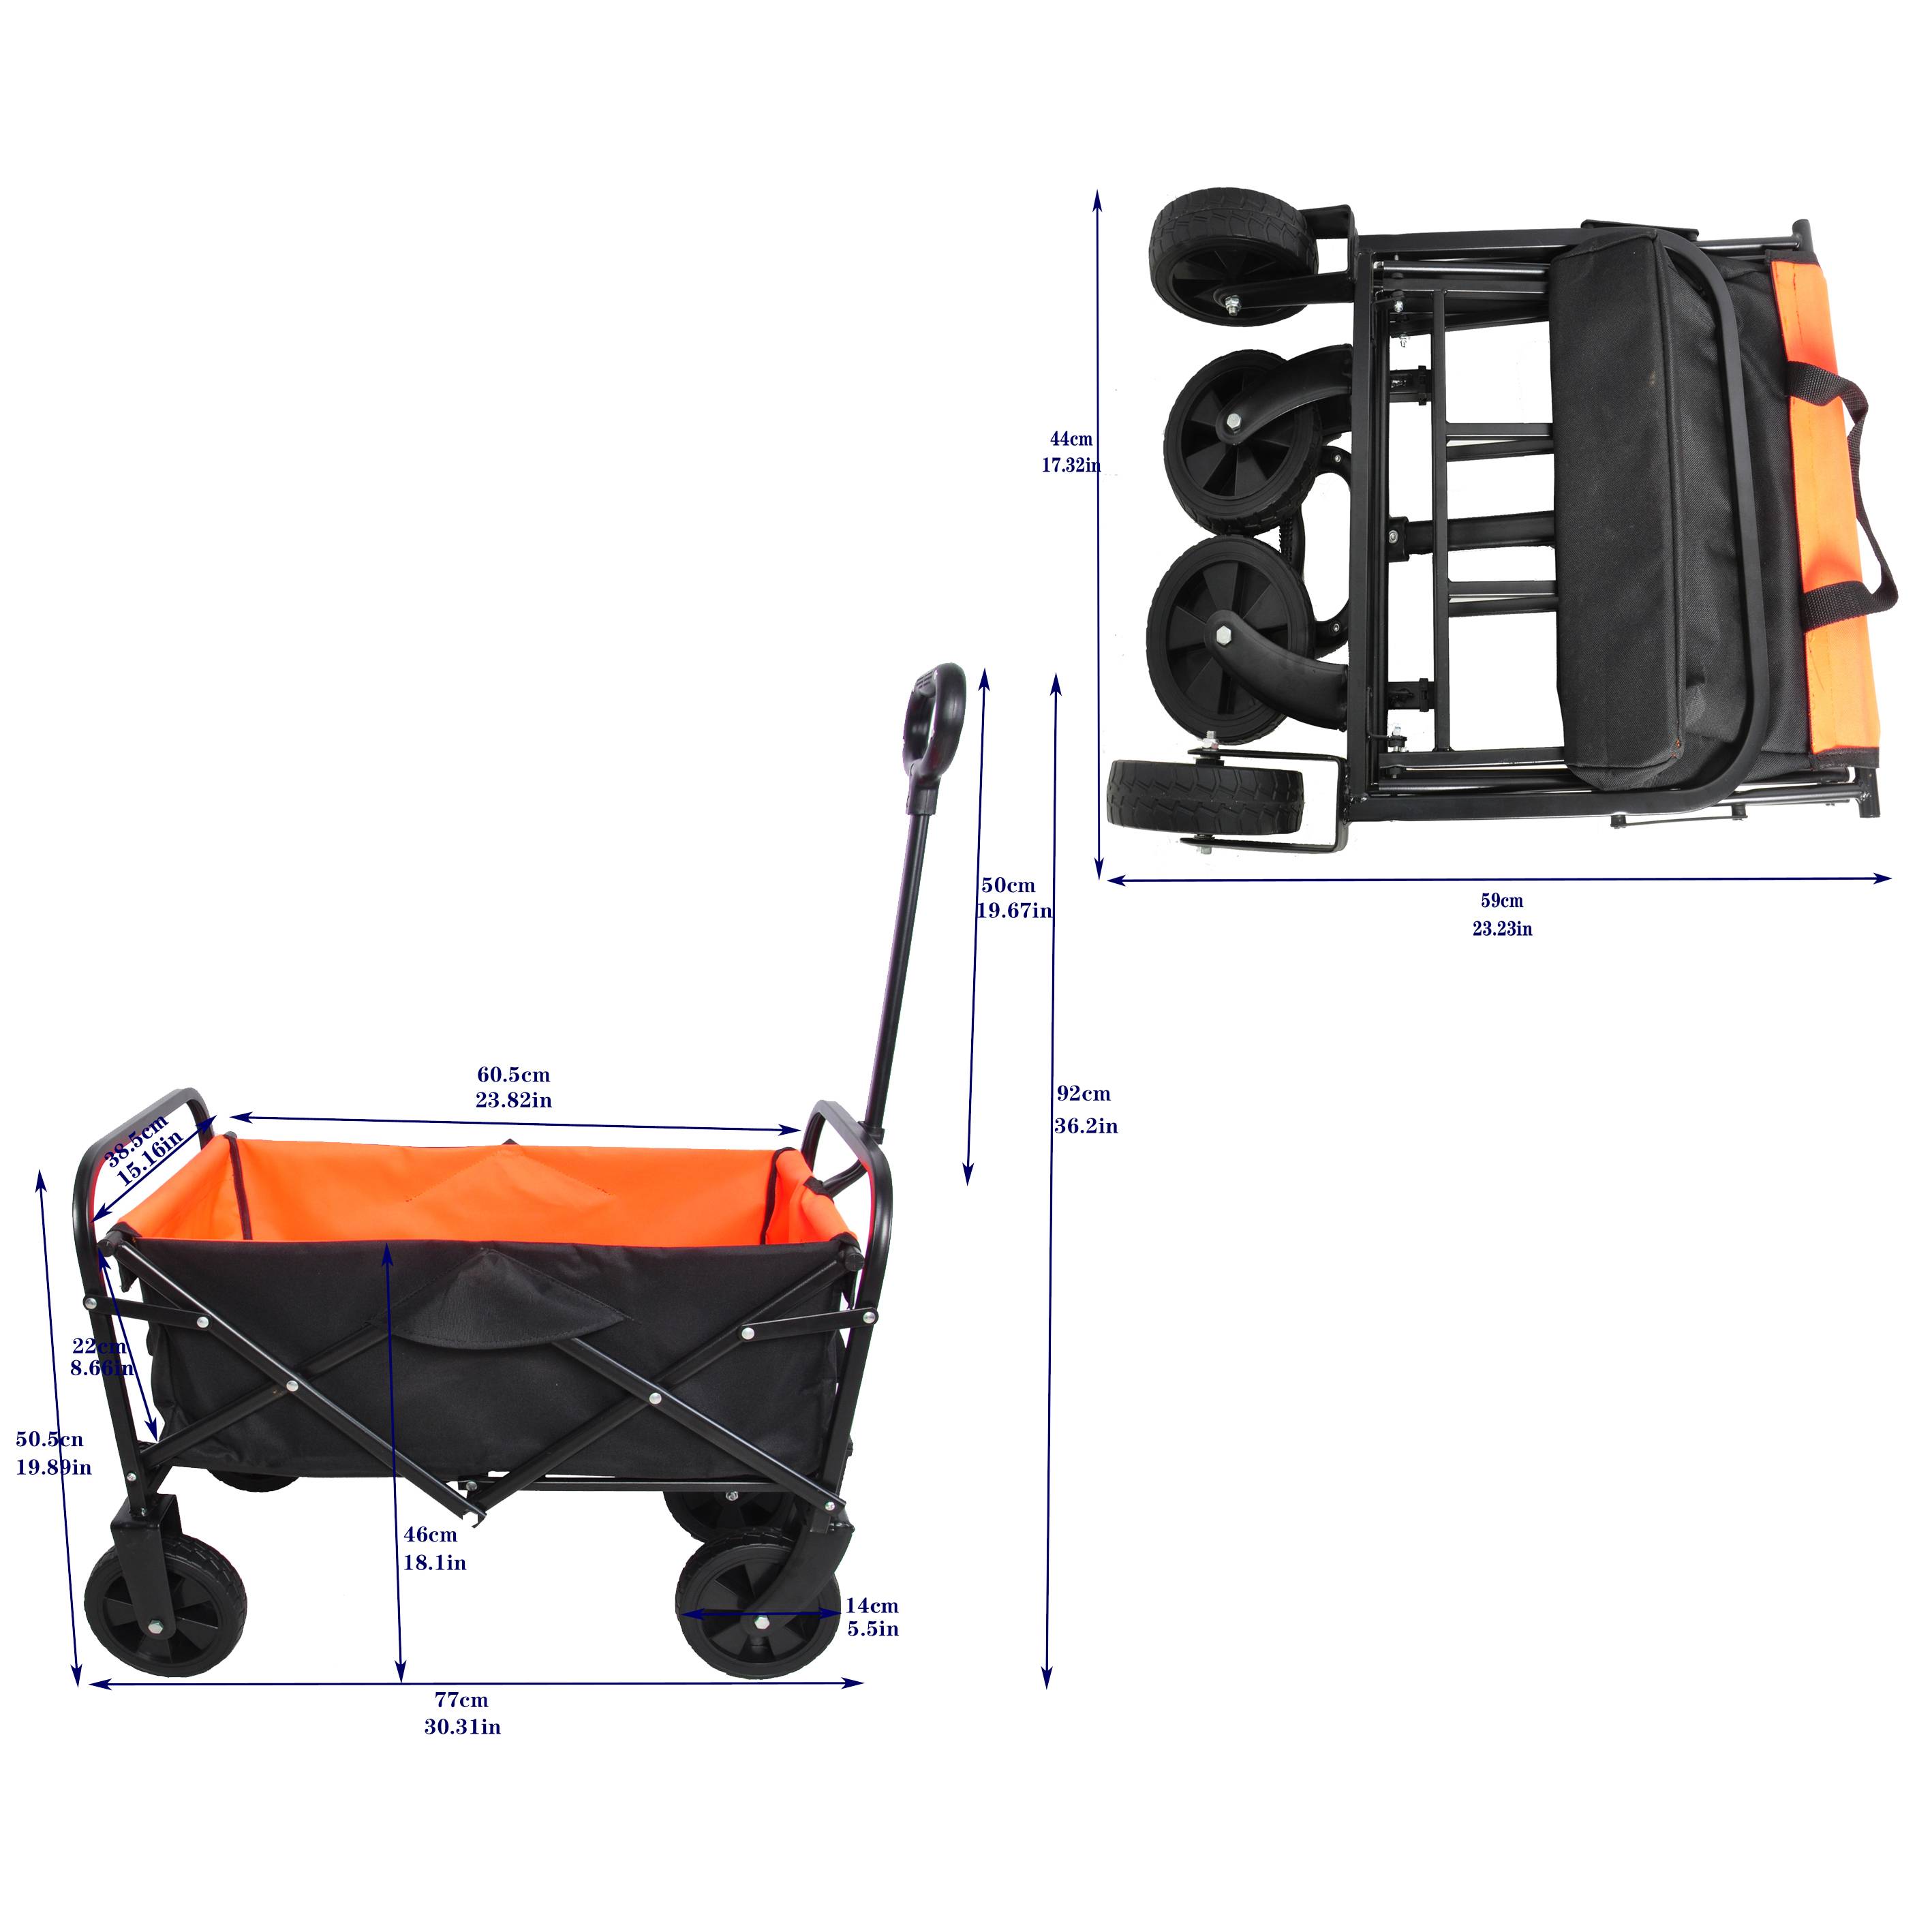 44cm
17.32in
59cm
23.23in
50cm
19.67in
92cm
36.2in
60.5cm
23.82in
38.5cm
15.16in
22cm
8.66in
50.5cn
19.89in
46cm
18.1in
14cm
5.5in
77cm
30.31in